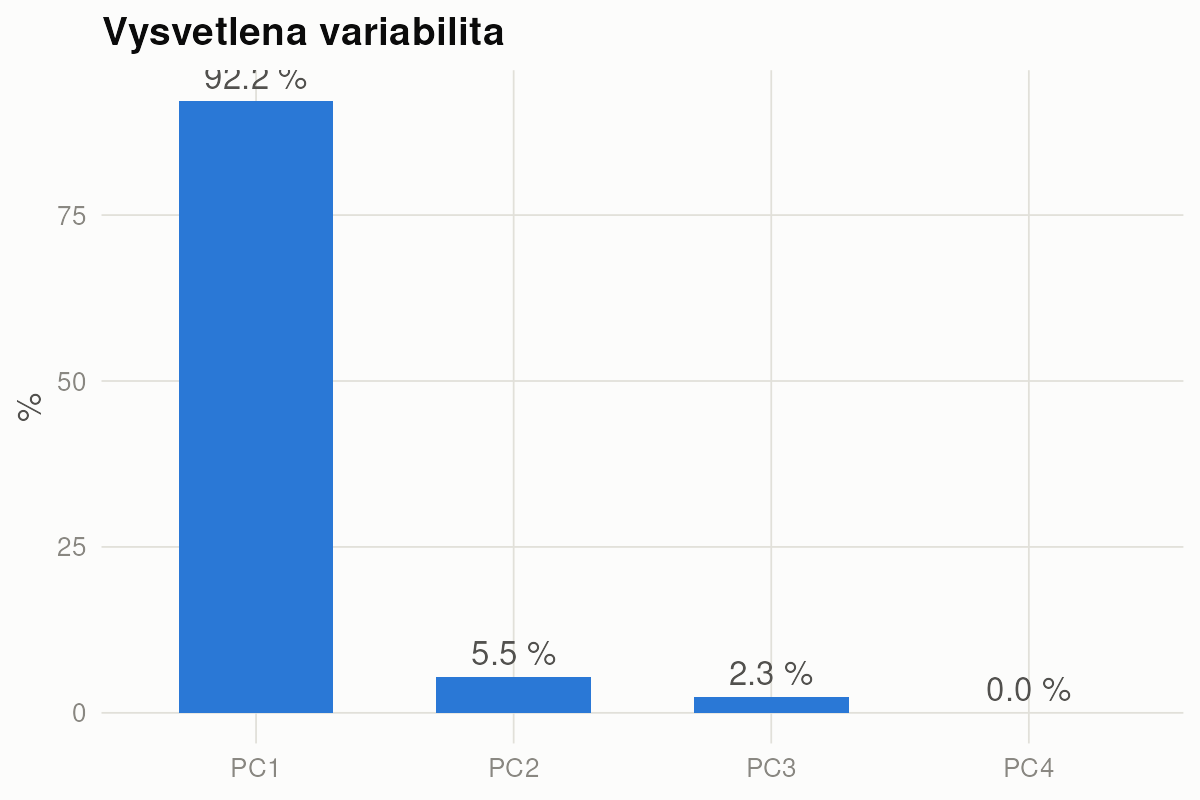 Vysvetlena variabilita
92.2 %
75
50
25
0
%
5.5 %
2.3 %
0.0 %
PC1
PC2
PC3
PC4